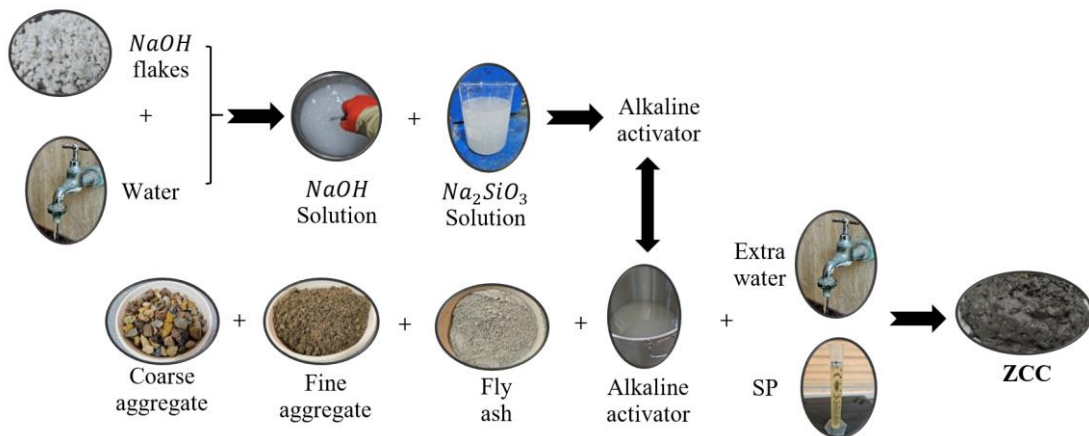 NaOH
flakes
+
Water
NaOH
Solution
+
Na₂SiO₃
Solution
Alkaline
activator
Coarse
aggregate
+
Fine
aggregate
+
Fly
ash
+
Alkaline
activator
+
Extra
water
SP
ZCC